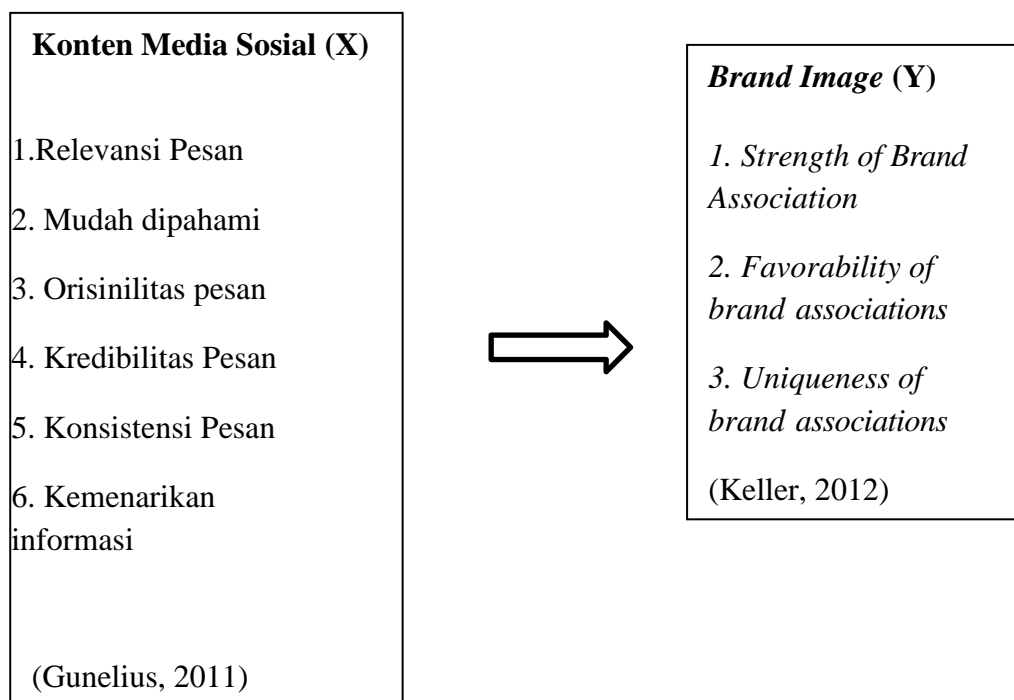 Konten Media Sosial (X)
1.Relevansi Pesan
2. Mudah dipahami
3. Orisinilitas pesan
4. Kredibilitas Pesan
5. Konsistensi Pesan
6. Kemenarikan
informasi
(Gunelius, 2011)
Brand Image (Y)
1. Strength of Brand
Association
2. Favorability of
brand associations
3. Uniqueness of
brand associations
(Keller, 2012)